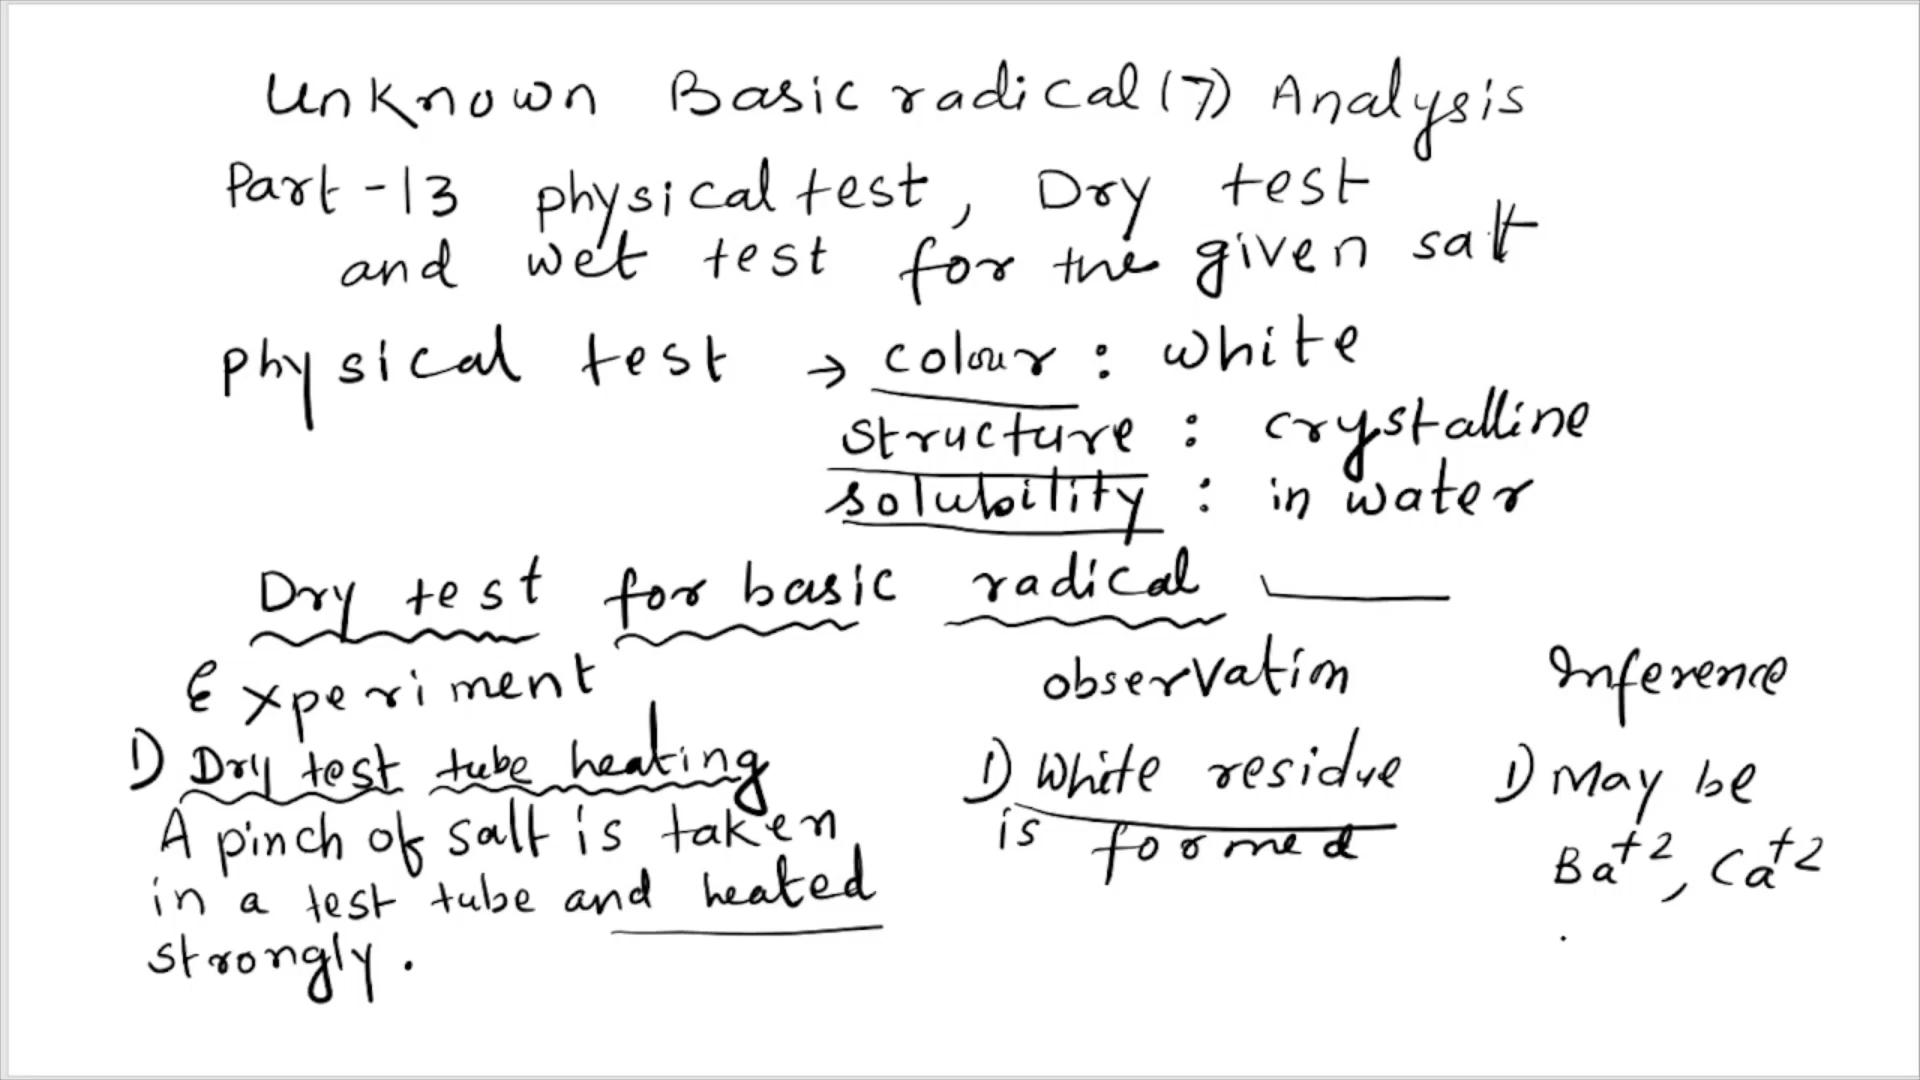 Unknown Basic radical (7) Analysis
Part-13 physical test, Dry test
and wet test for the given salt
physical test → colour : white
structure : crystalline
solubility : in water
Dry test for basic radical
Experiment observation Inference
1) Dry test tube heating 1) White residue 1) May be
A pinch of salt is taken is formed Ba+2, Ca+2
in a test tube and heated
strongly.